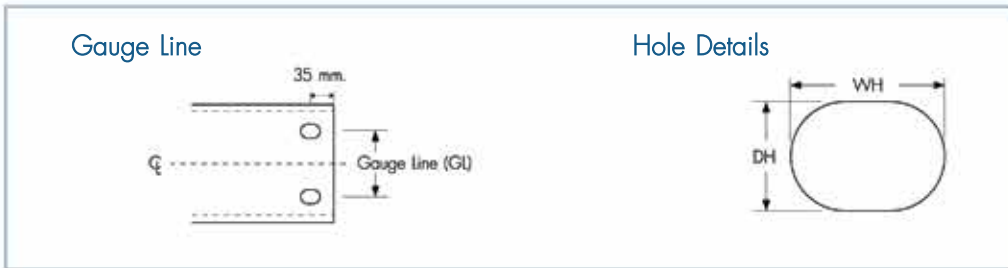 Gauge Line
35 mm.
℄
Gauge Line (GL)
Hole Details
WH
DH